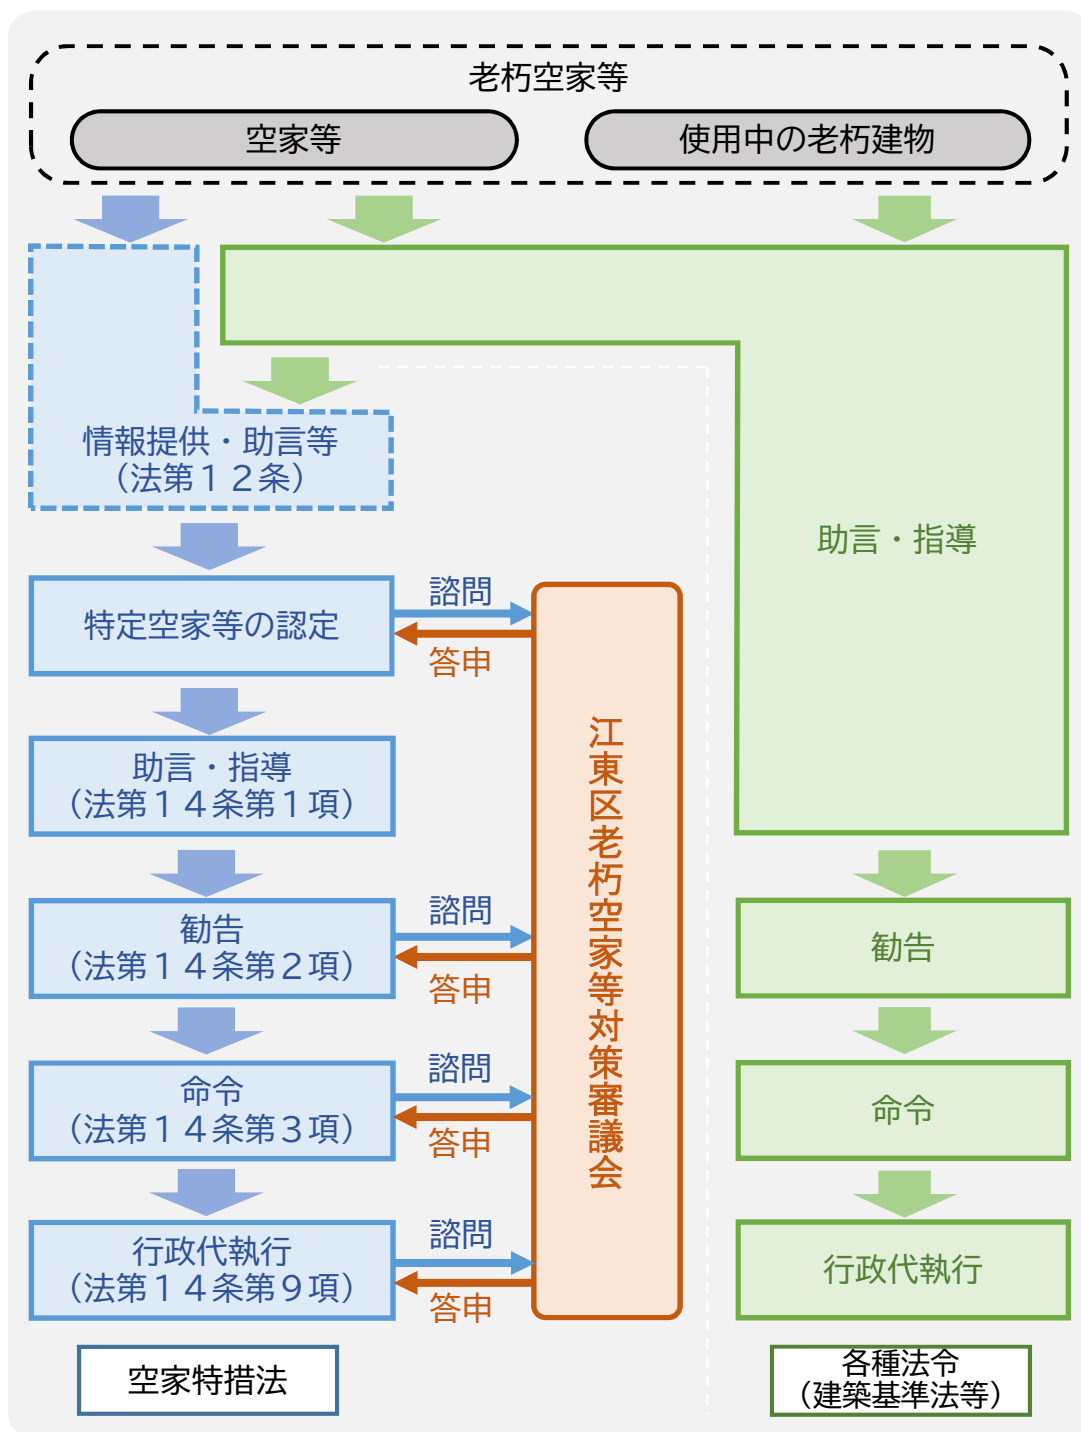 老朽空家等
空家等
使用中の老朽建物
情報提供・助言等
（法第１２条）
助言・指導
特定空家等の認定
諮問
答申
江東区老朽空家等対策審議会
助言・指導
（法第１４条第１項）
勧告
（法第１４条第２項）
諮問
答申
勧告
命令
（法第１４条第３項）
諮問
答申
命令
行政代執行
（法第１４条第９項）
諮問
答申
行政代執行
空家特措法
各種法令
（建築基準法等）